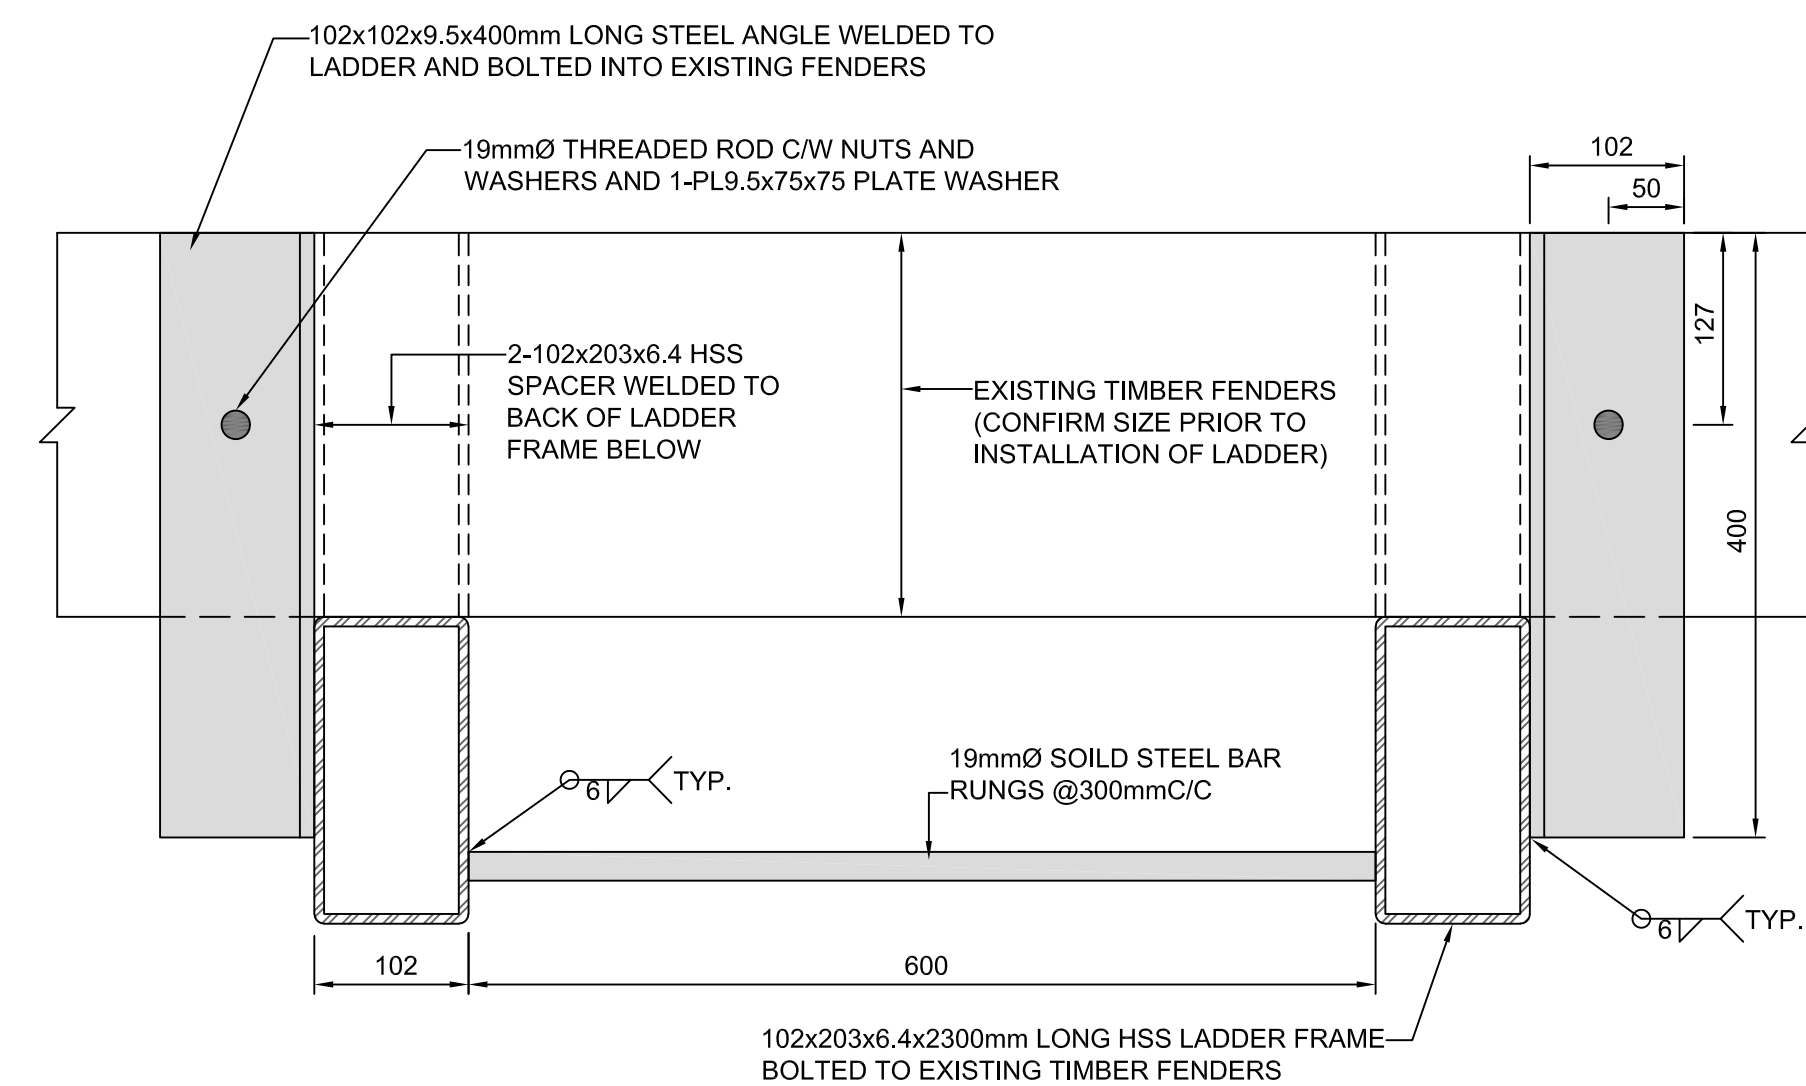 102x102x9.5x400mm LONG STEEL ANGLE WELDED TO
LADDER AND BOLTED INTO EXISTING FENDERS
19mmØ THREADED ROD C/W NUTS AND
WASHERS AND 1-PL9.5x75x75 PLATE WASHER
102
50
127
400
2-102x203x6.4 HSS
SPACER WELDED TO
BACK OF LADDER
FRAME BELOW
EXISTING TIMBER FENDERS
(CONFIRM SIZE PRIOR TO
INSTALLATION OF LADDER)
6 TYP.
19mmØ SOILD STEEL BAR
RUNGS @300mmC/C
6 TYP.
102
600
102x203x6.4x2300mm LONG HSS LADDER FRAME
BOLTED TO EXISTING TIMBER FENDERS